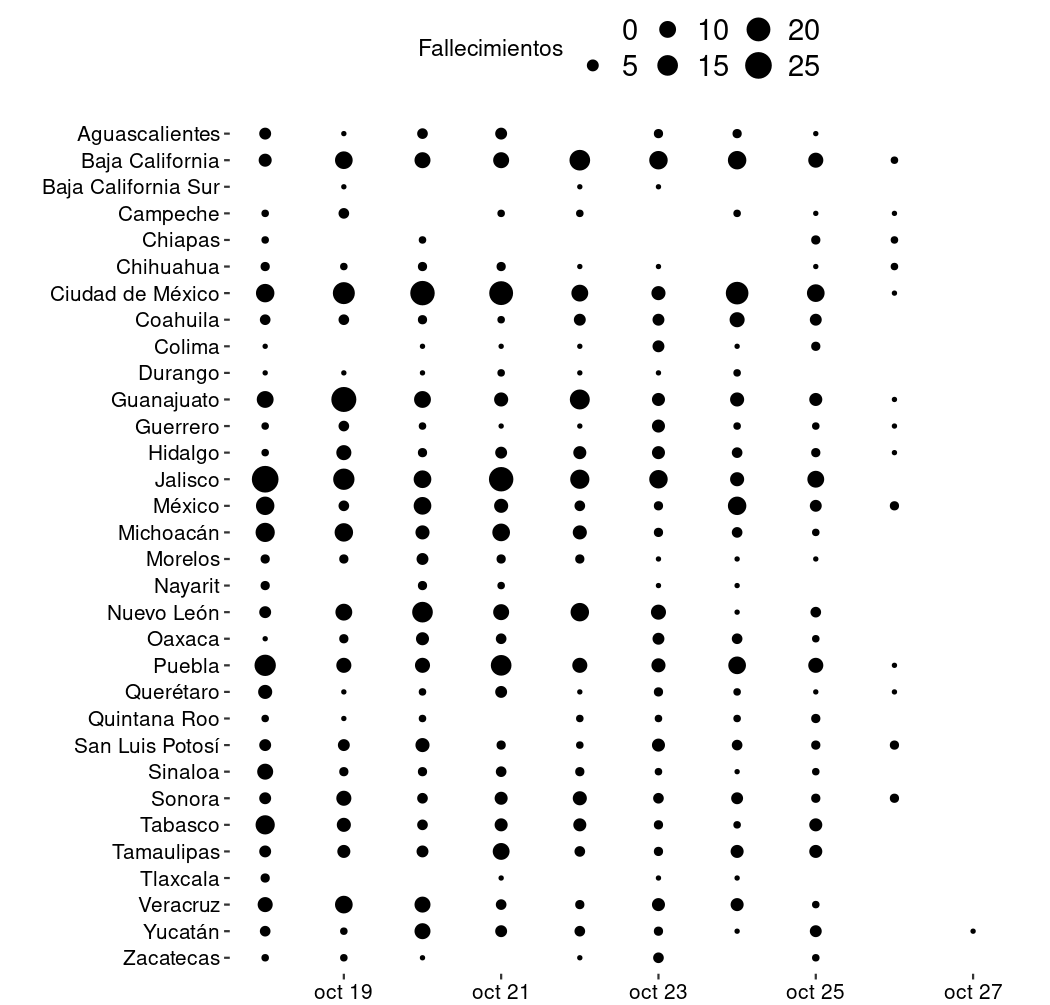 Fallecimientos 0 10 20
5 15 25
Aguascalientes
Baja California
Baja California Sur
Campeche
Chiapas
Chihuahua
Ciudad de México
Coahuila
Colima
Durango
Guanajuato
Guerrero
Hidalgo
Jalisco
México
Michoacán
Morelos
Nayarit
Nuevo León
Oaxaca
Puebla
Querétaro
Quintana Roo
San Luis Potosí
Sinaloa
Sonora
Tabasco
Tamaulipas
Tlaxcala
Veracruz
Yucatán
Zacatecas
oct 19 oct 21 oct 23 oct 25 oct 27